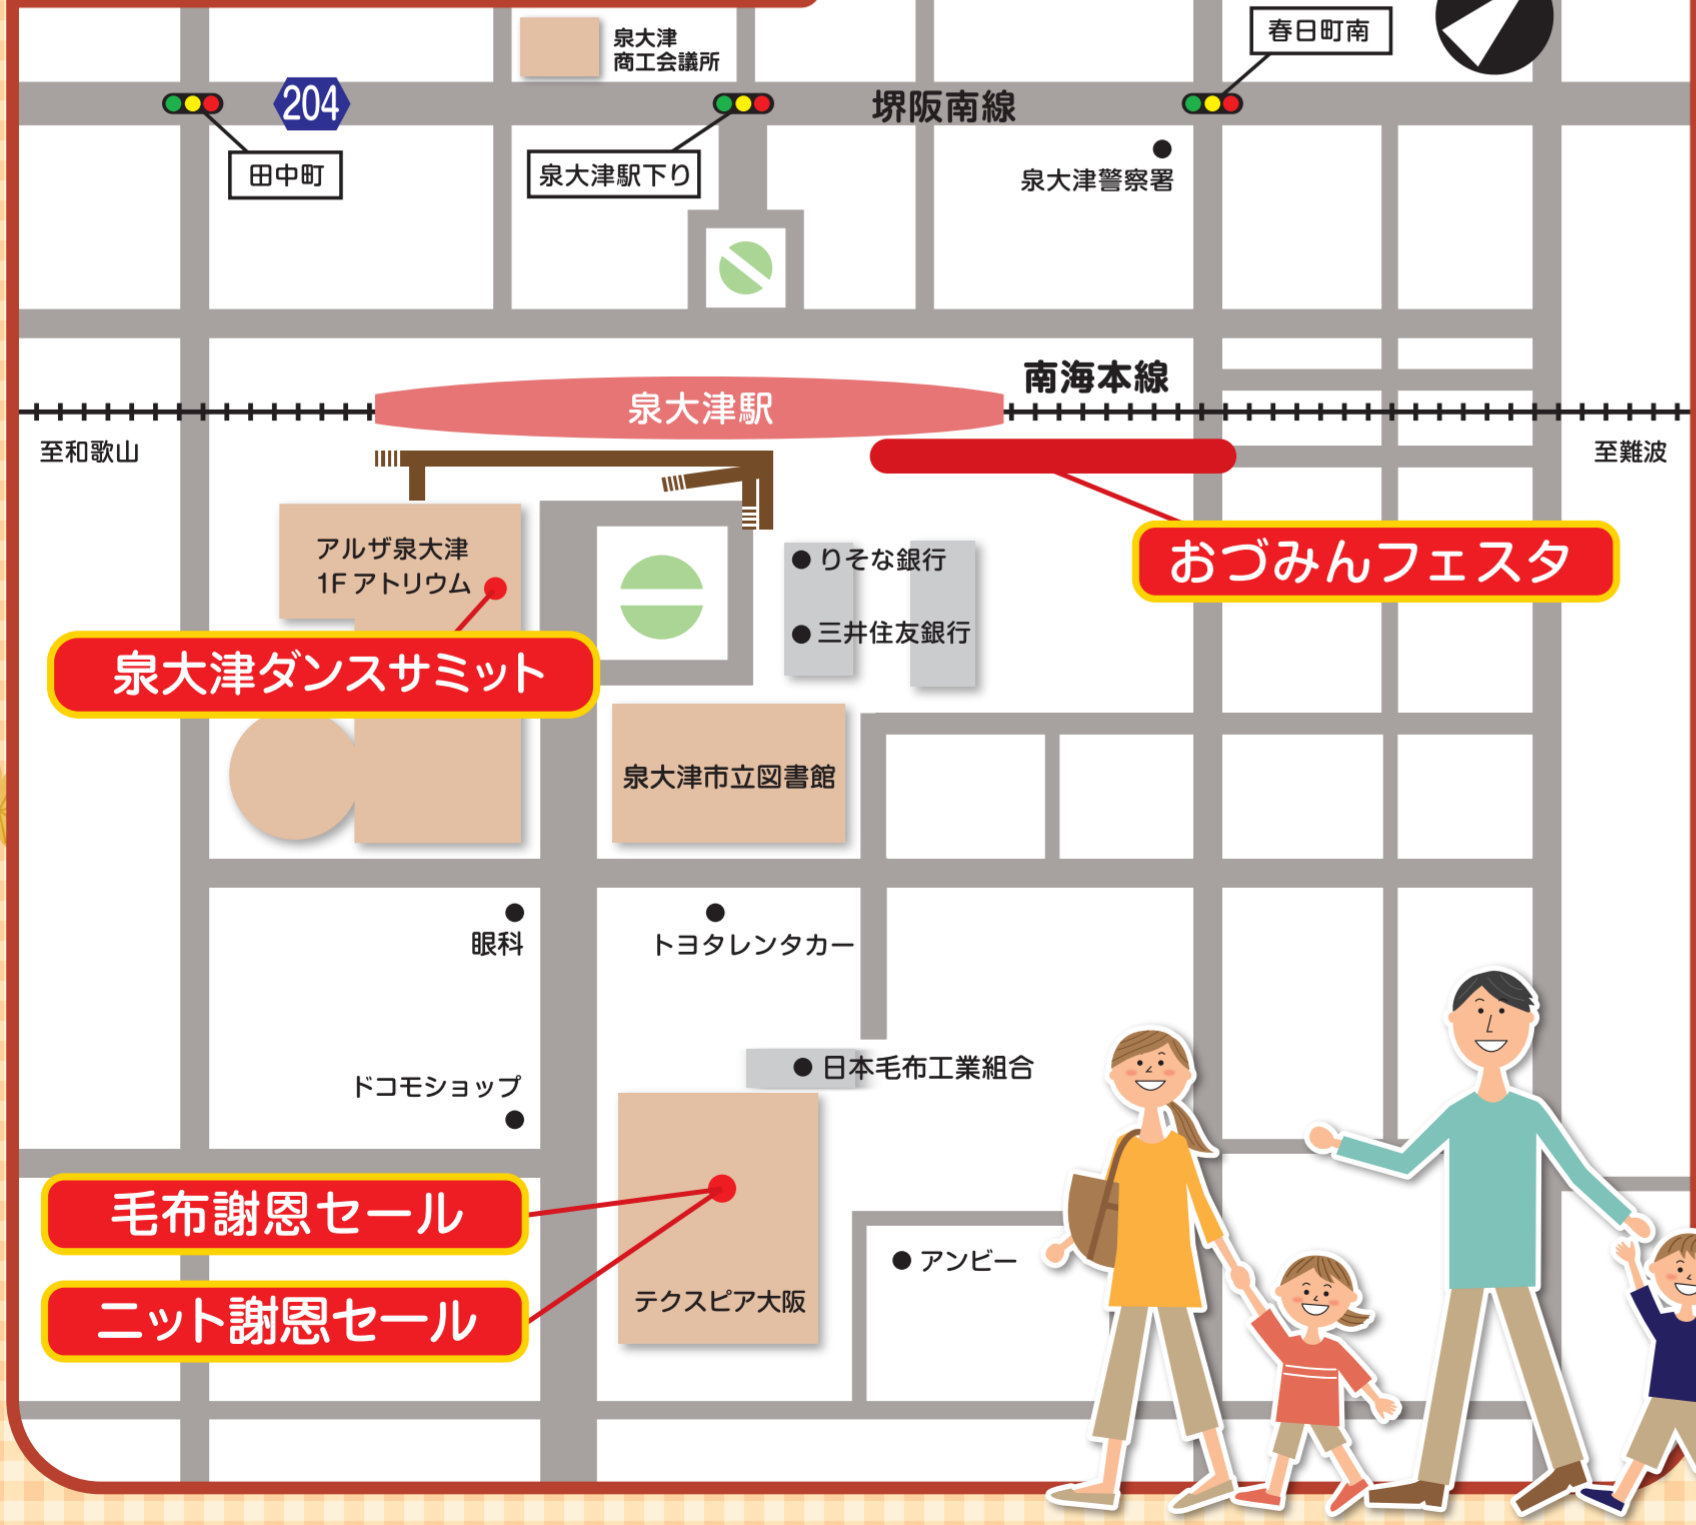 泉大津
商工会議所
春日町南
204
堺阪南線
田中町
泉大津駅下り
泉大津警察署
南海本線
泉大津駅
至和歌山
至難波
アルザ泉大津
1F アトリウム
りそな銀行
三井住友銀行
おづみんフェスタ
泉大津ダンスサミット
泉大津市立図書館
眼科
トヨタレンタカー
日本毛布工業組合
ドコモショップ
毛布謝恩セール
アンビー
テクスピア大阪
ニット謝恩セール